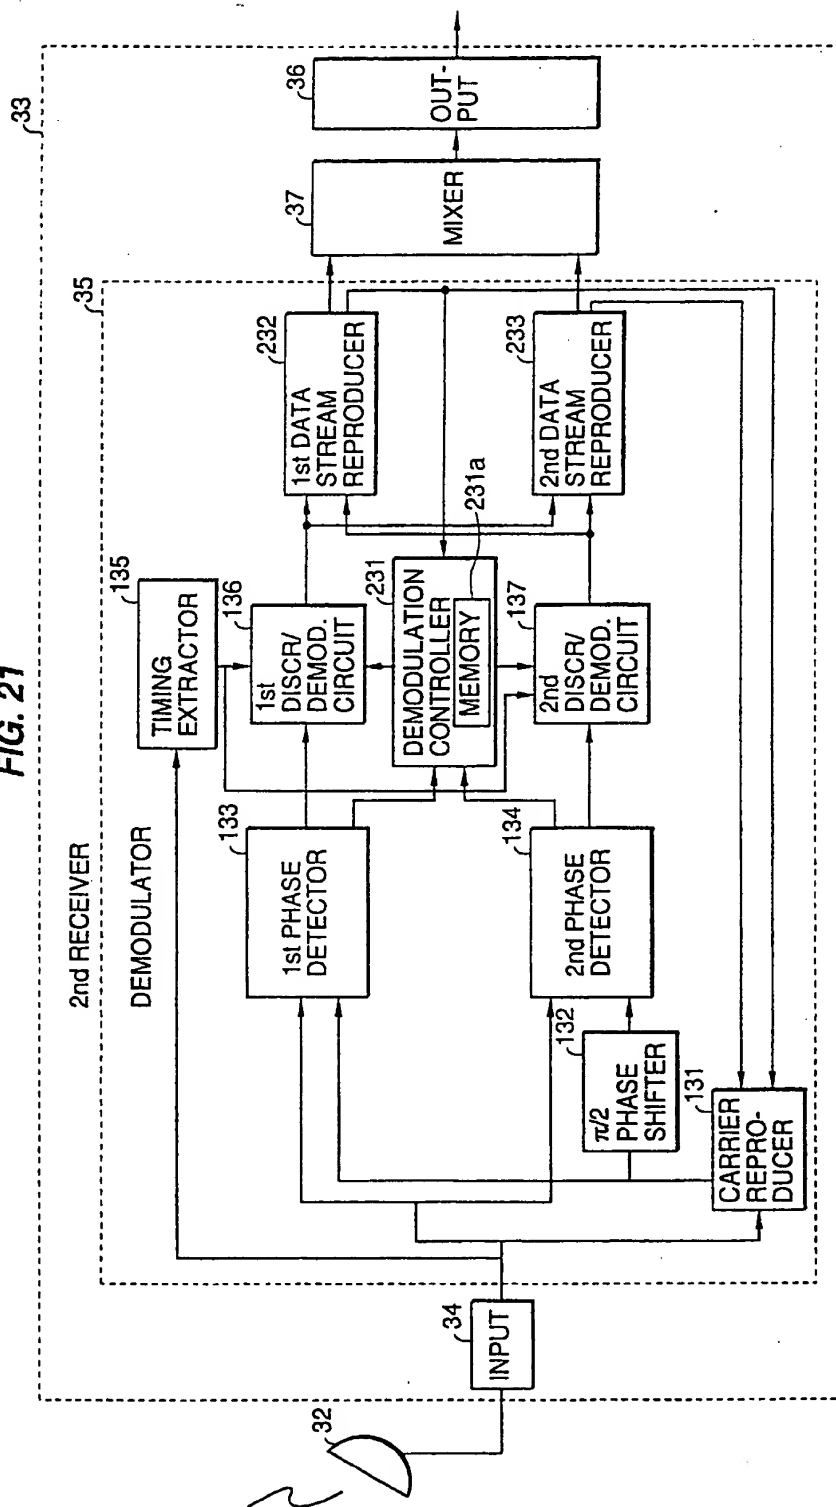 FIG. 21
33
2nd RECEIVER
35
DEMODULATOR
32
34
INPUT
135
TIMING
EXTRACTOR
133
1st PHASE
DETECTOR
136
1st
DISCR/
DEMOD.
CIRCUIT
232
1st DATA
STREAM
REPRODUCER
37
MIXER
36
OUT-
PUT
231
DEMODULATION
CONTROLLER
MEMORY
231a
134
2nd PHASE
DETECTOR
137
2nd
DISCR/
DEMOD.
CIRCUIT
233
2nd DATA
STREAM
REPRODUCER
132
π/2
PHASE
SHIFTER
131
CARRIER
REPRO-
DUCER